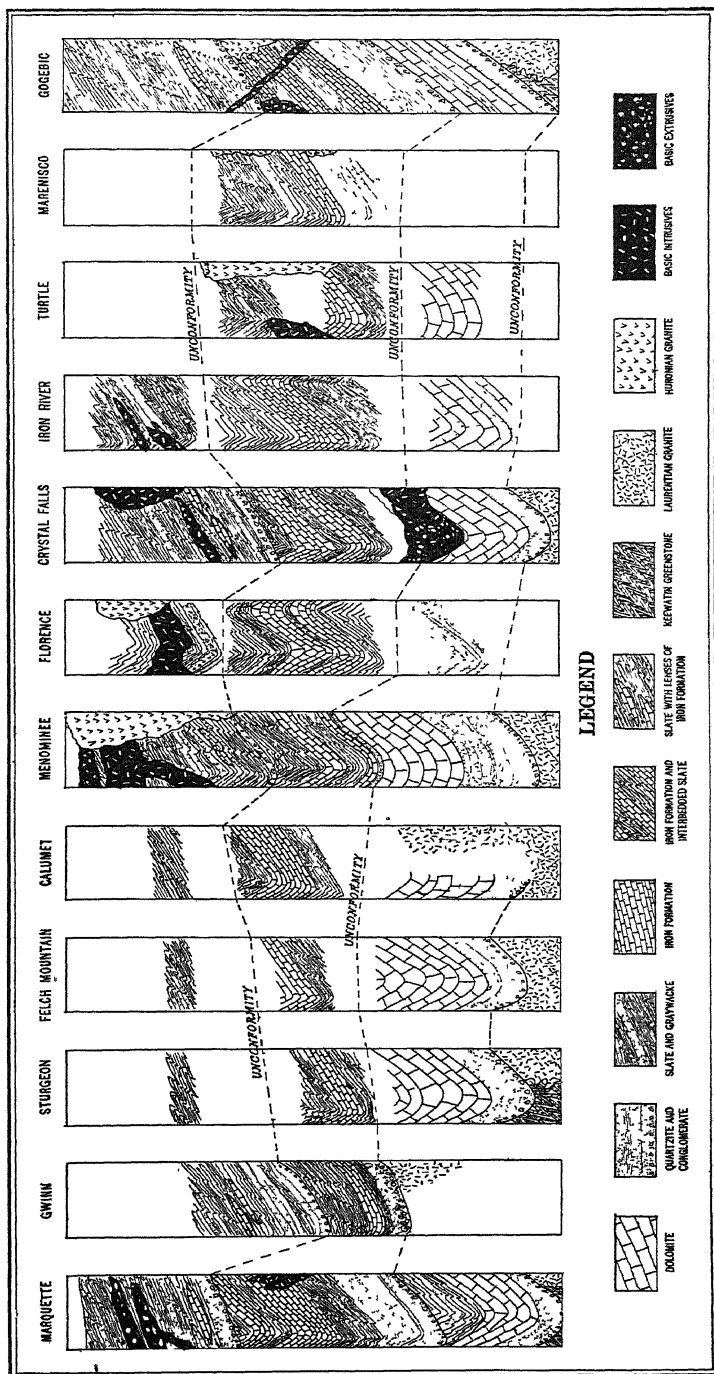 MARQUETTE
GWINN
STURGEON
FELCH MOUNTAIN
CALUMET
MENOMINEE
FLORENCE
CRYSTAL FALLS
IRON RIVER
TURTLE
MARENISCO
GOGEBIC
UNCONFORMITY
UNCONFORMITY
UNCONFORMITY
UNCONFORMITY
UNCONFORMITY
LEGEND
DOLOMITE
QUARTZITE AND
CONGLOMERATE
SLATE AND GRAYWACKE
IRON FORMATION
IRON FORMATION AND
INTERBEDDED SLATE
SLATE WITH LENSES OF
IRON FORMATION
KEEWATIN GREENSTONE
LAURENTIAN GRANITE
HURONIAN GRANITE
BASIC INTRUSIVES
BASIC EXTRUSIVES